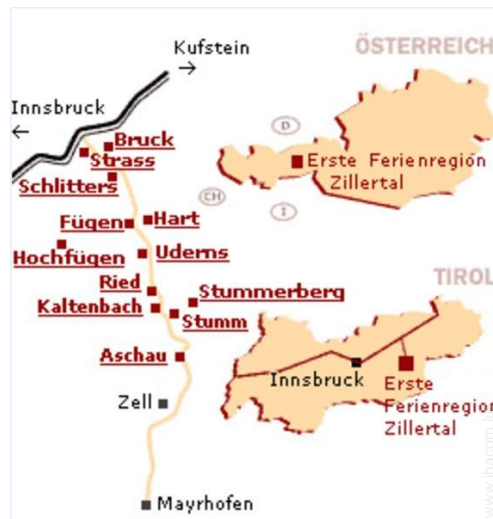 ÖSTERREICH
Kufstein
→
Innsbruck
←
Bruck
Strass
Schlitters
D
Erste Ferienregion
Zillertal
CH
I
Fügen
Hart
Hochfügen
Uderns
Ried
Stummerberg
Kaltenbach
Stumm
Aschau
Zell
Mayrhofen
TIROL
Innsbruck
Erste
Ferienregion
Zillertal